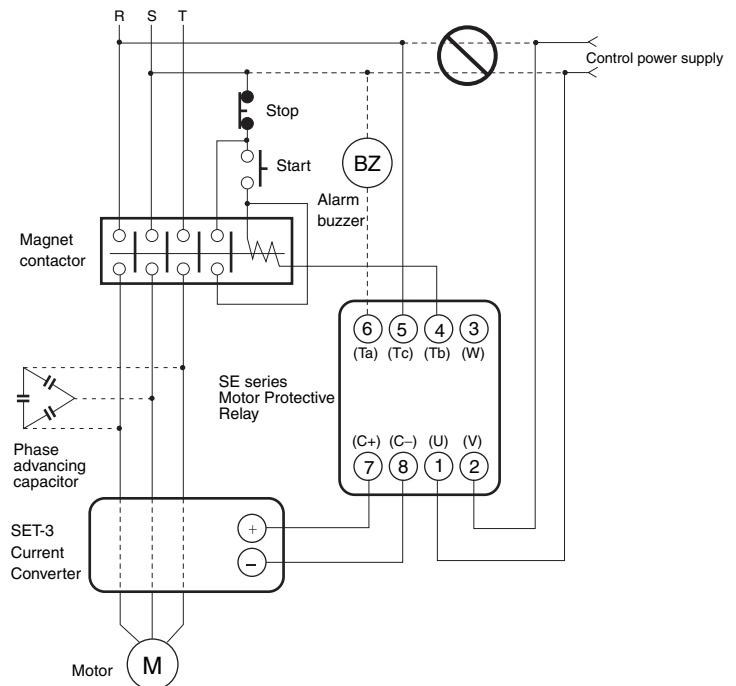 R S T
Control power supply
Stop
Start
BZ
Alarm
buzzer
Magnet
contactor
6 5 4 3
(Ta) (Tc) (Tb) (W)
SE series
Motor Protective
Relay
(C+) (C−) (U) (V)
7 8 1 2
Phase
advancing
capacitor
SET-3
Current
Converter
+
−
Motor
M